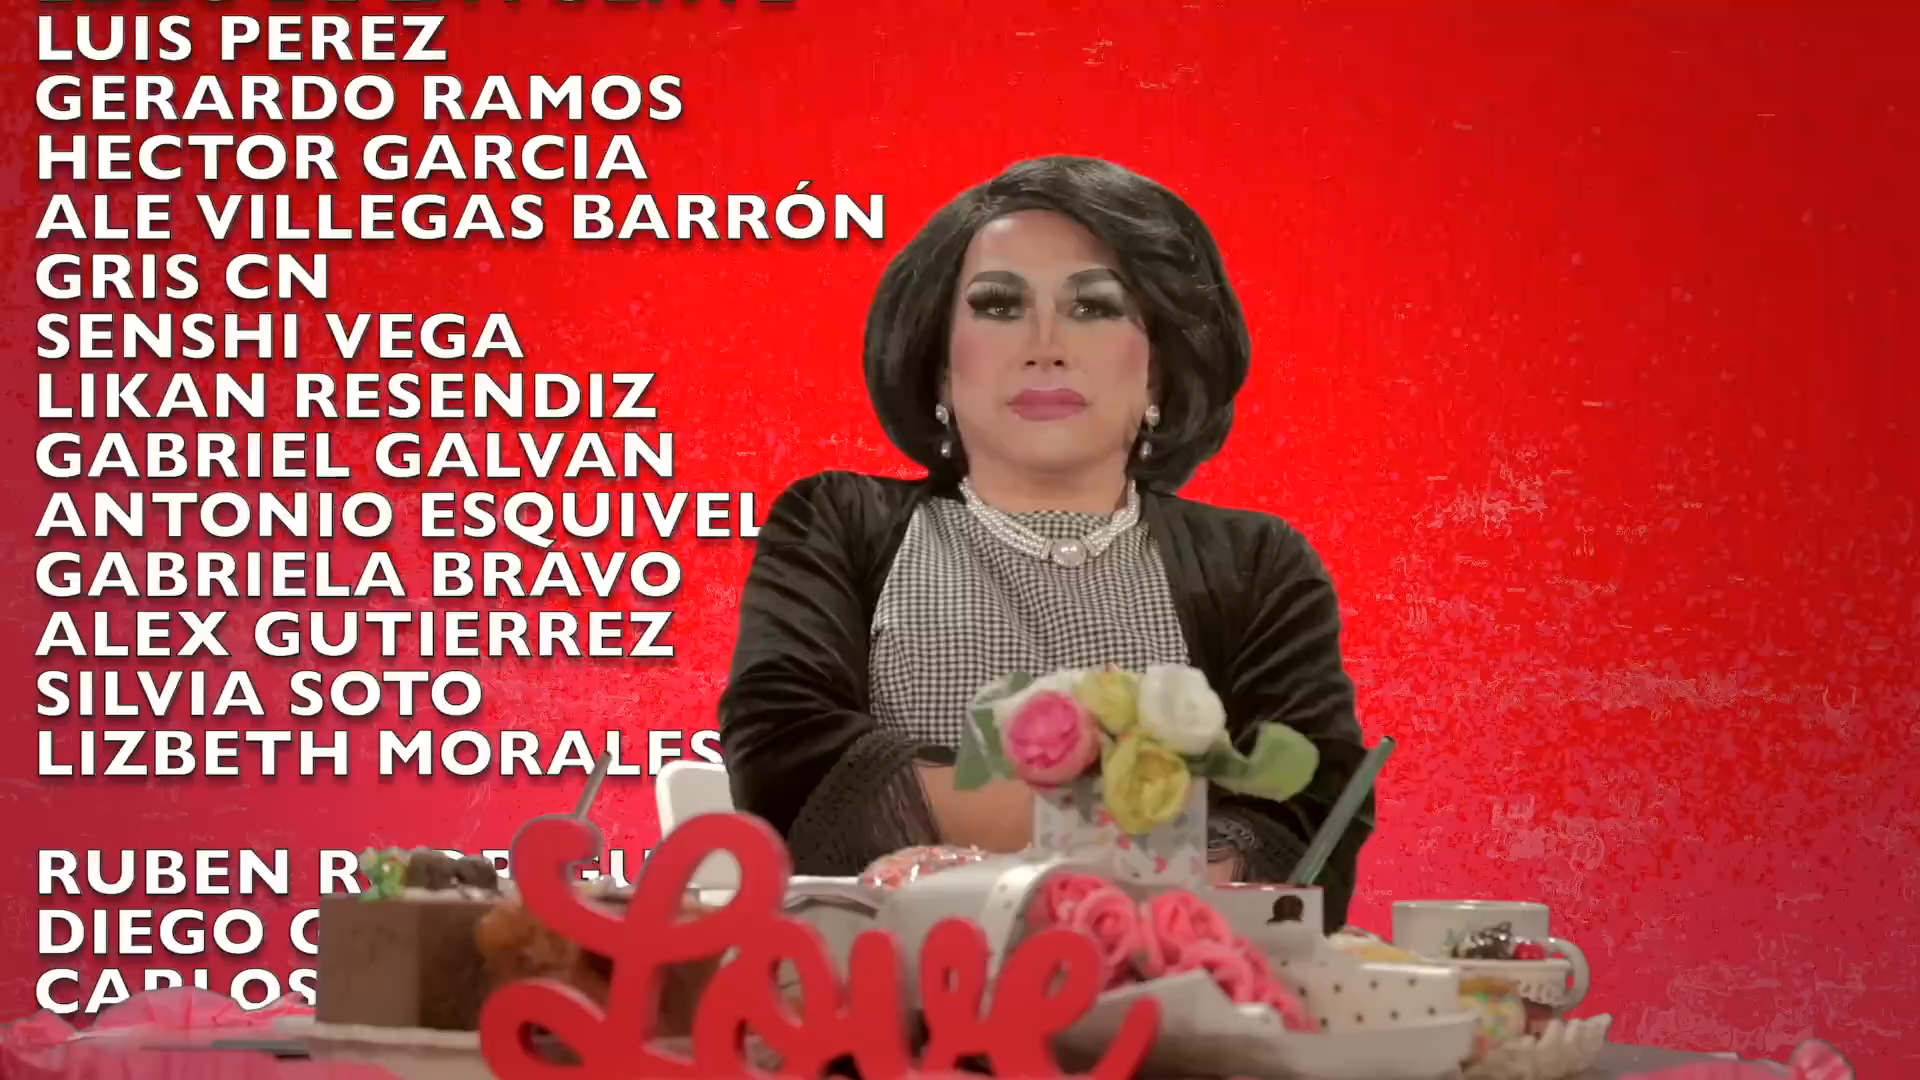 LUIS PEREZ
GERARDO RAMOS
HECTOR GARCIA
ALE VILLEGAS BARRÓN
GRIS CN
SENSHI VEGA
LIKAN RESENDIZ
GABRIEL GALVAN
ANTONIO ESQUIVEL
GABRIELA BRAVO
ALEX GUTIERREZ
SILVIA SOTO
LIZBETH MORALES
RUBEN
DIEGO
CARLOS
Love